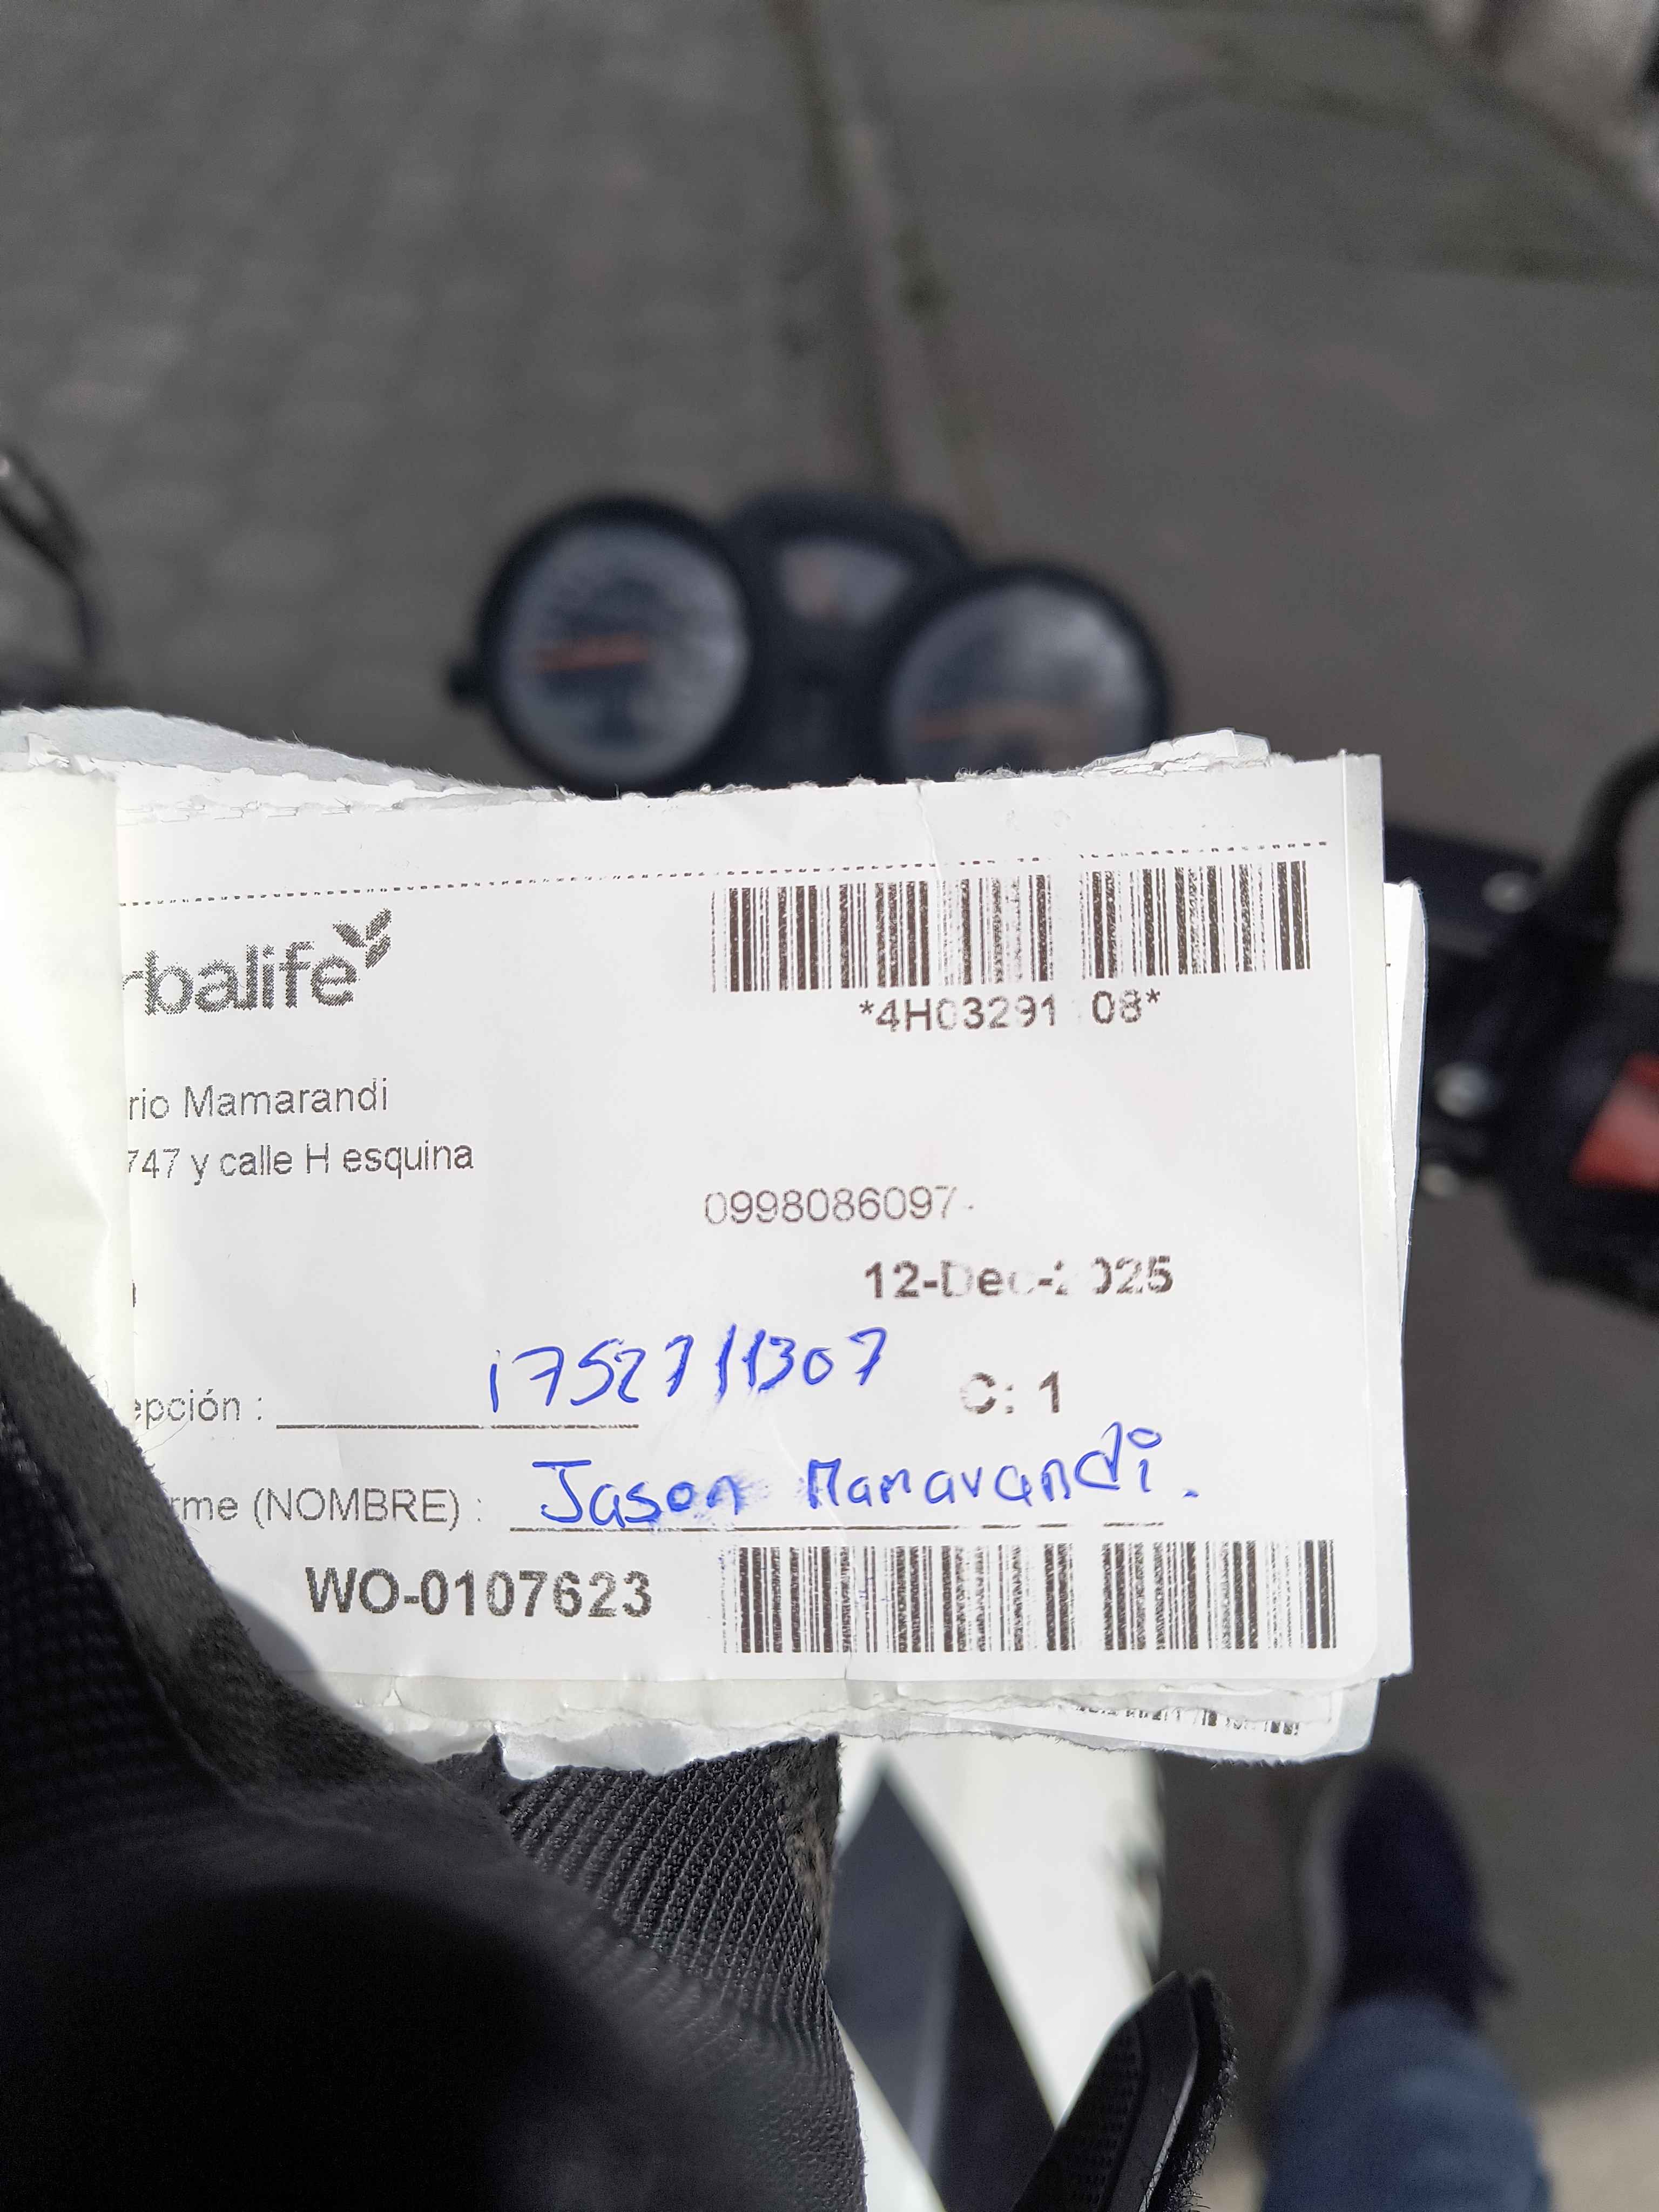 rbalife
*4H03291 08*
rio Mamarandi
747 y calle H esquina
0998086097-
12-Dec-2025
epción : 1752711307
C: 1
rme (NOMBRE) : Jason Mamarandi.
WO-0107623